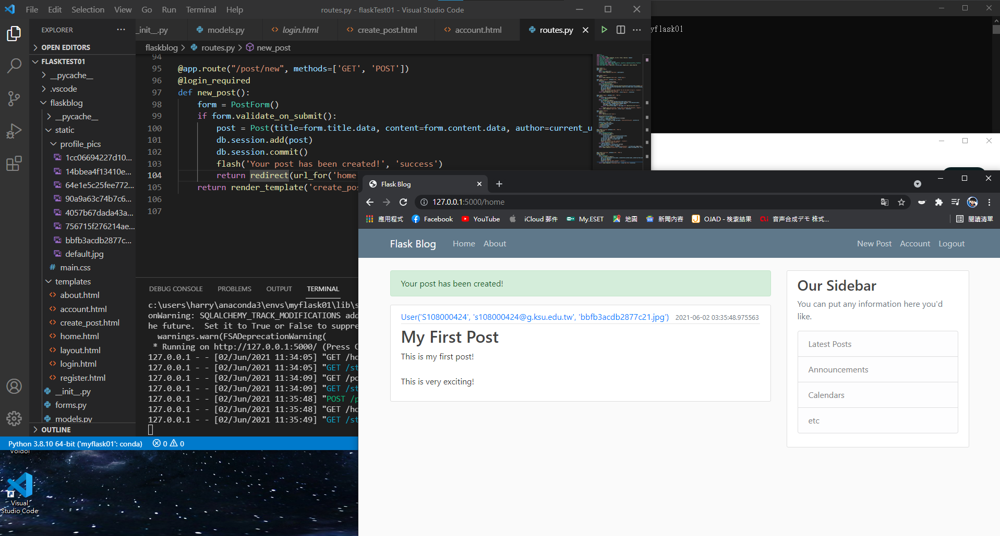 File Edit Selection View Go Run Terminal Help
routes.py - flaskTest01 - Visual Studio Code
EXPLORER
OPEN EDITORS
FLASKTEST01
__pycache__
.vscode
flaskblog
__pycache__
static
profile_pics
1cc06694227d10...
14bbea4f13410e...
64e1e5c25fee772...
90a9a63c74b7c6...
4057b67dada43a...
756715f276214ae...
bbfb3acdb2877c...
default.jpg
# main.css
templates
<> about.html
<> account.html
<> create_post.html
<> home.html
<> layout.html
<> login.html
<> register.html
__init__.py
forms.py
models.py
OUTLINE
_init__.py models.py <> login.html <> create_post.html <> account.html routes.py
flaskblog > routes.py > new_post
94
95 @app.route("/post/new", methods=['GET', 'POST'])
96 @login_required
97 def new_post():
98 form = PostForm()
99 if form.validate_on_submit():
100 post = Post(title=form.title.data, content=form.content.data, author=current_u
101 db.session.add(post)
102 db.session.commit()
103 flash('Your post has been created!', 'success')
104 return redirect(url_for('home
105 return render_template('create_pos
106
107
DEBUG CONSOLE PROBLEMS OUTPUT TERMINAL
c:\users\harry\anaconda3\envs\myflask01\lib\s
onWarning: SQLALCHEMY_TRACK_MODIFICATIONS add
he future.  Set it to True or False to suppre
warnings.warn(FSADeprecationWarning(
* Running on http://127.0.0.1:5000/ (Press C
127.0.0.1 - - [02/Jun/2021 11:34:05] "GET /ho
127.0.0.1 - - [02/Jun/2021 11:34:05] "GET /st
127.0.0.1 - - [02/Jun/2021 11:34:09] "GET /po
127.0.0.1 - - [02/Jun/2021 11:34:09] "GET /st
127.0.0.1 - - [02/Jun/2021 11:35:48] "POST /p
127.0.0.1 - - [02/Jun/2021 11:35:48] "GET /ho
127.0.0.1 - - [02/Jun/2021 11:35:49] "GET /st
Python 3.8.10 64-bit ('myflask01': conda) 0 0
Visual
Studio Code
yflask01
Flask Blog
127.0.0.1:5000/home
應用程式 Facebook YouTube iCloud 郵件 My.ESET 地圖 新聞內容 OJAD - 検索結果 音声合成デモ 株式... 閱讀清單
Flask Blog Home About New Post Account Logout
Your post has been created!
User('S108000424', 's108000424@g.ksu.edu.tw', 'bbfb3acdb2877c21.jpg') 2021-06-02 03:35:48.975563
My First Post
This is my first post!
This is very exciting!
Our Sidebar
You can put any information here you'd
like.
Latest Posts
Announcements
Calendars
etc